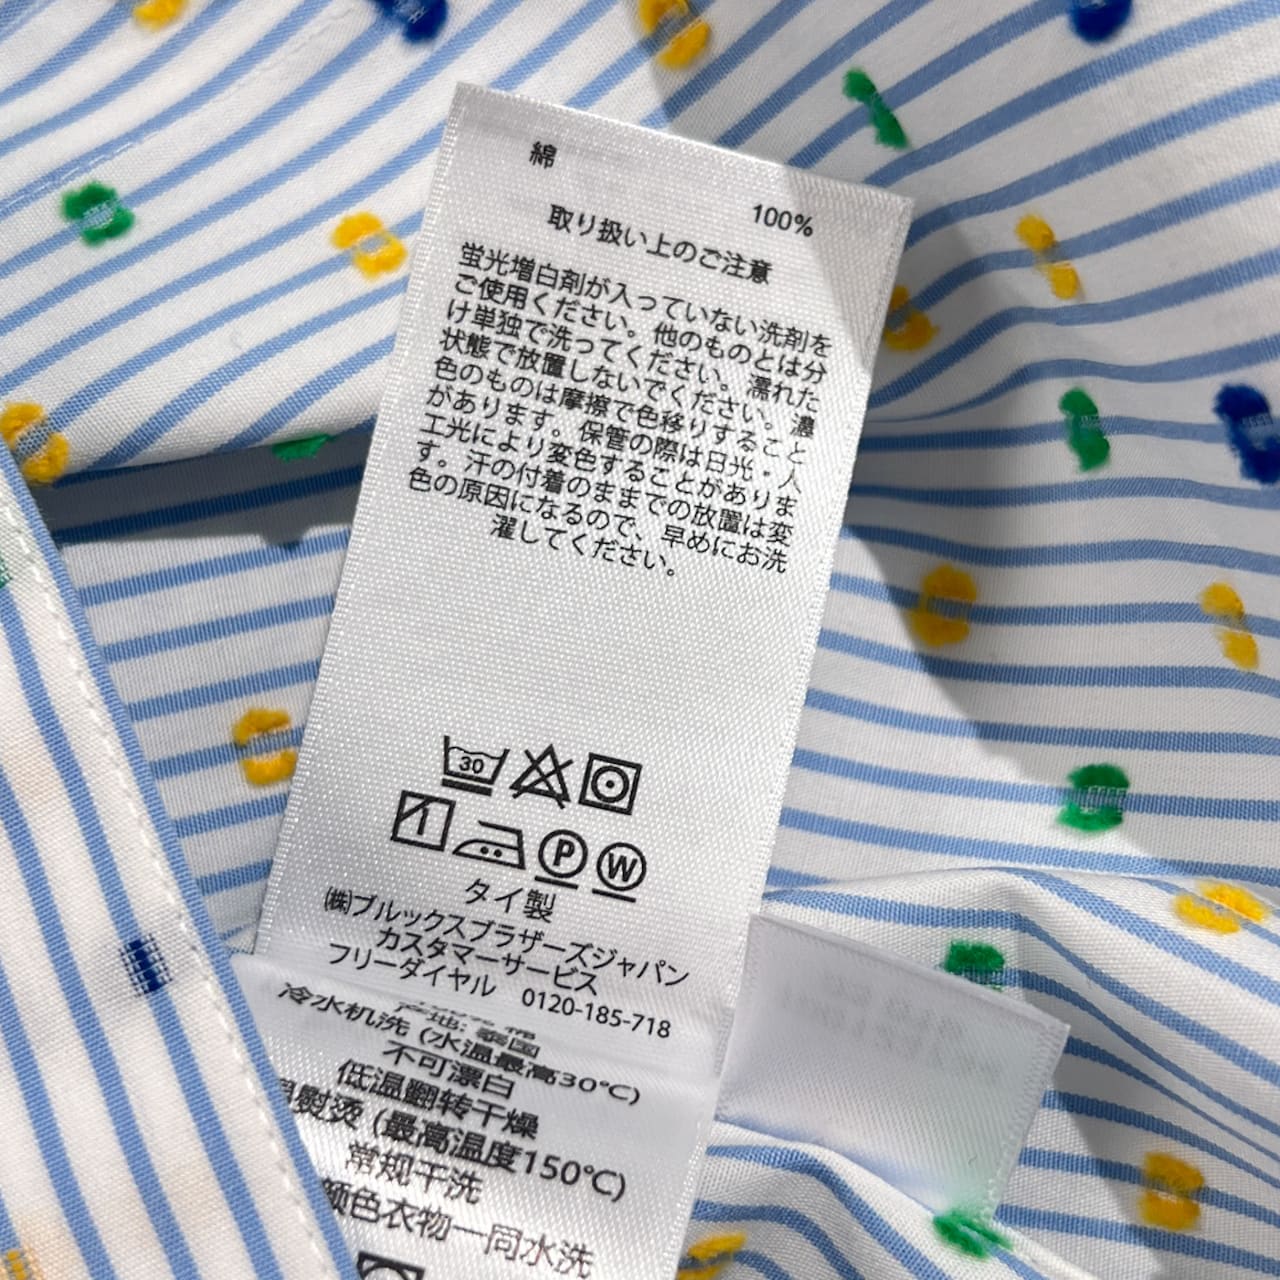 綿
100%
取り扱い上のご注意
蛍光増白剤が入っていない洗剤を
ご使用ください。他のものとは分
け単独で洗ってください。濡れた
状態で放置しないでください。濃
色のものは摩擦で色移りすること
があります。保管の際は日光・人
工光により変色することがありま
す。汗の付着のままでの放置は変
色の原因になるので、早めにお洗
濯してください。
30
P W
タイ製
㈱ブルックスブラザーズジャパン
カスタマーサービス
フリーダイヤル 0120-185-718
产地: 泰国
冷水机洗 (水温最高30℃)
不可漂白
低温翻转干燥
熨烫 (最高温度150℃)
常规干洗
颜色衣物一同水洗